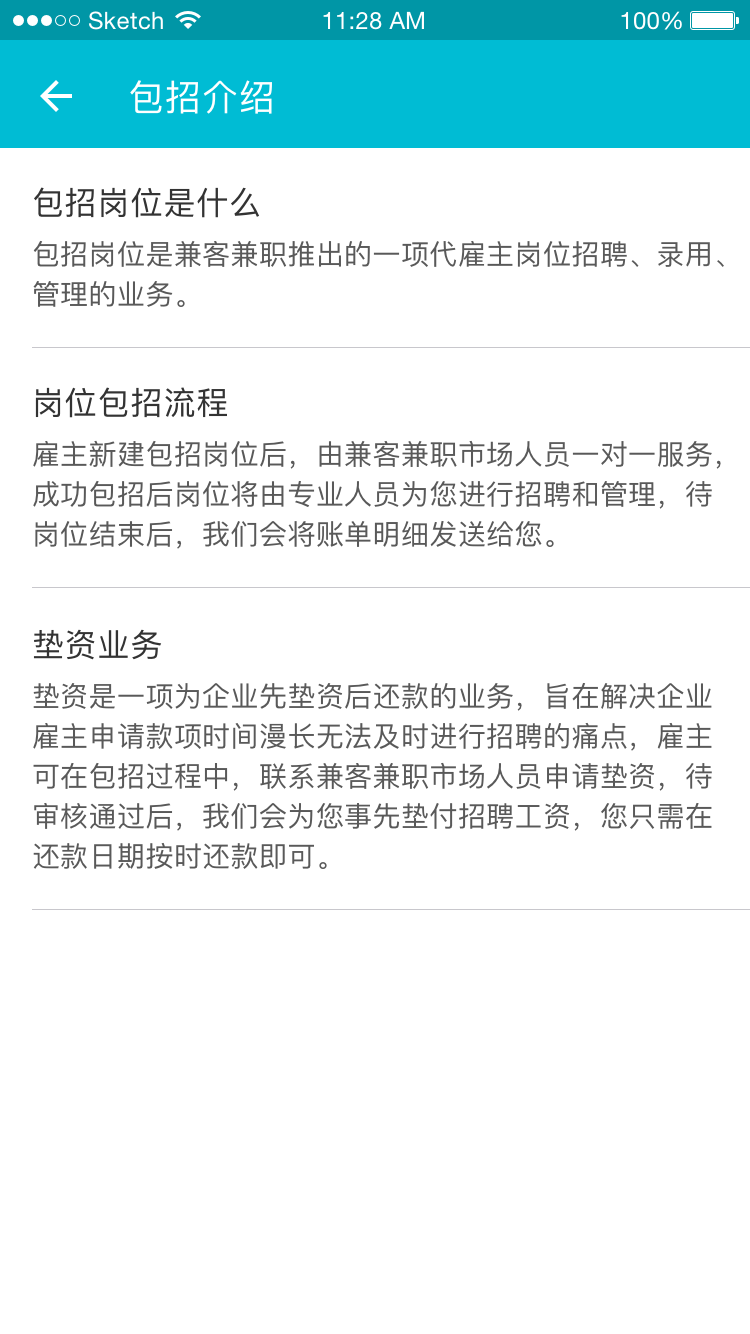 Sketch 11:28 AM 100%
包招介绍
包招岗位是什么
包招岗位是兼客兼职推出的一项代雇主岗位招聘、录用、
管理的业务。
岗位包招流程
雇主新建包招岗位后，由兼客兼职市场人员一对一服务，
成功包招后岗位将由专业人员为您进行招聘和管理，待
岗位结束后，我们会将账单明细发送给您。
垫资业务
垫资是一项为企业先垫资后还款的业务，旨在解决企业
雇主申请款项时间漫长无法及时进行招聘的痛点，雇主
可在包招过程中，联系兼客兼职市场人员申请垫资，待
审核通过后，我们会为您事先垫付招聘工资，您只需在
还款日期按时还款即可。